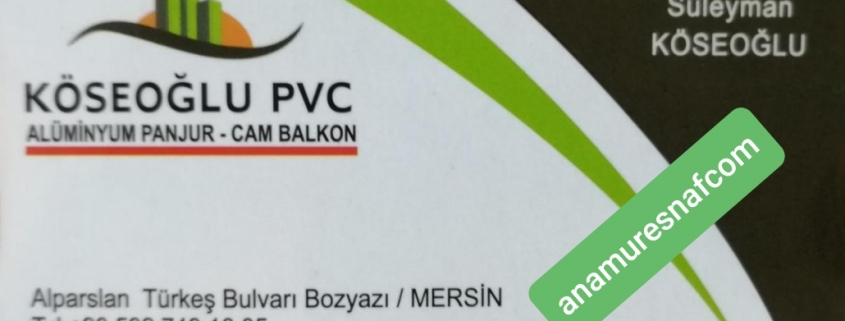 Süleyman
KÖSEOĞLU
KÖSEOĞLU PVC
ALÜMİNYUM PANJUR - CAM BALKON
anamuresnafcom
Alparslan Türkeş Bulvarı Bozyazı / MERSİN